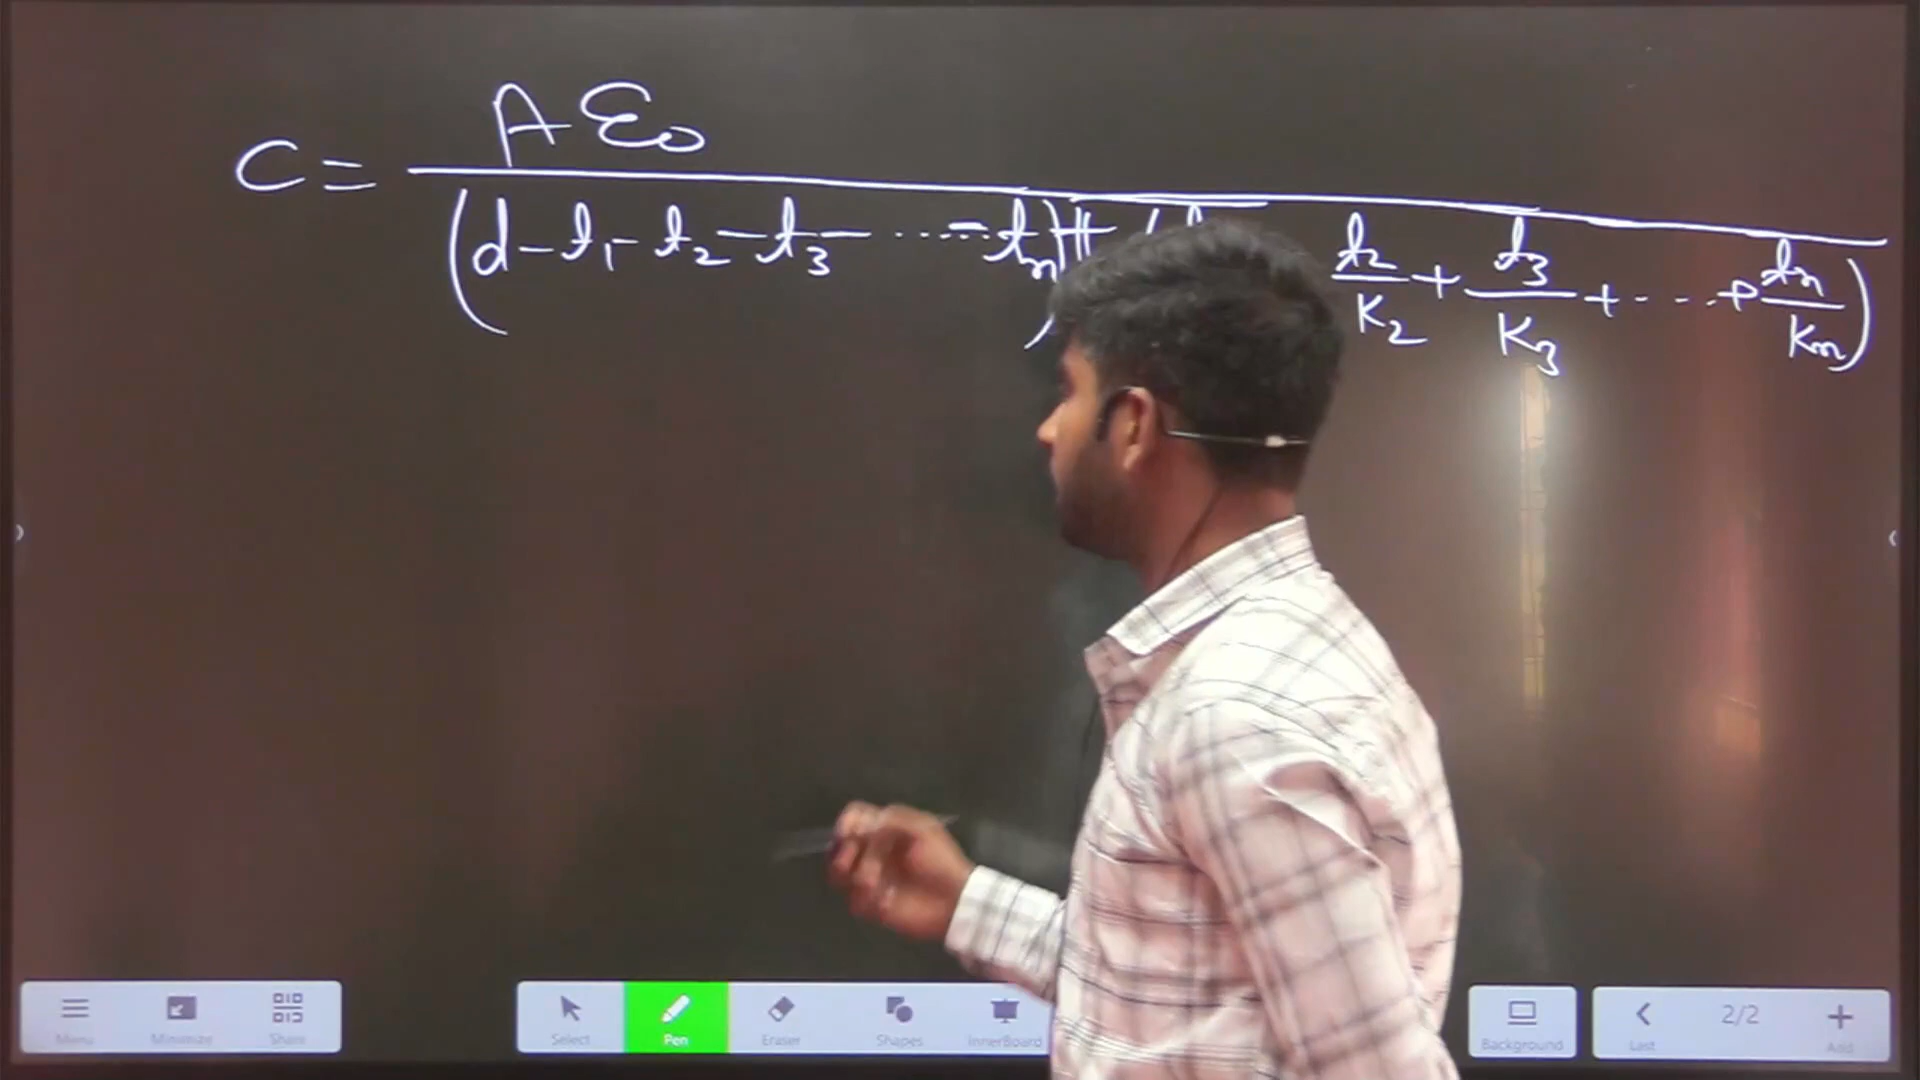 C = Aε₀
(d - t₁ - t₂ - t₃ - ...... - tₙ) + ( t₂/K₂ + t₃/K₃ + ... + tₙ/Kₙ)
Menu Minimize Share Select Pen Eraser Shapes InnerBoard Background Last 2/2 Add